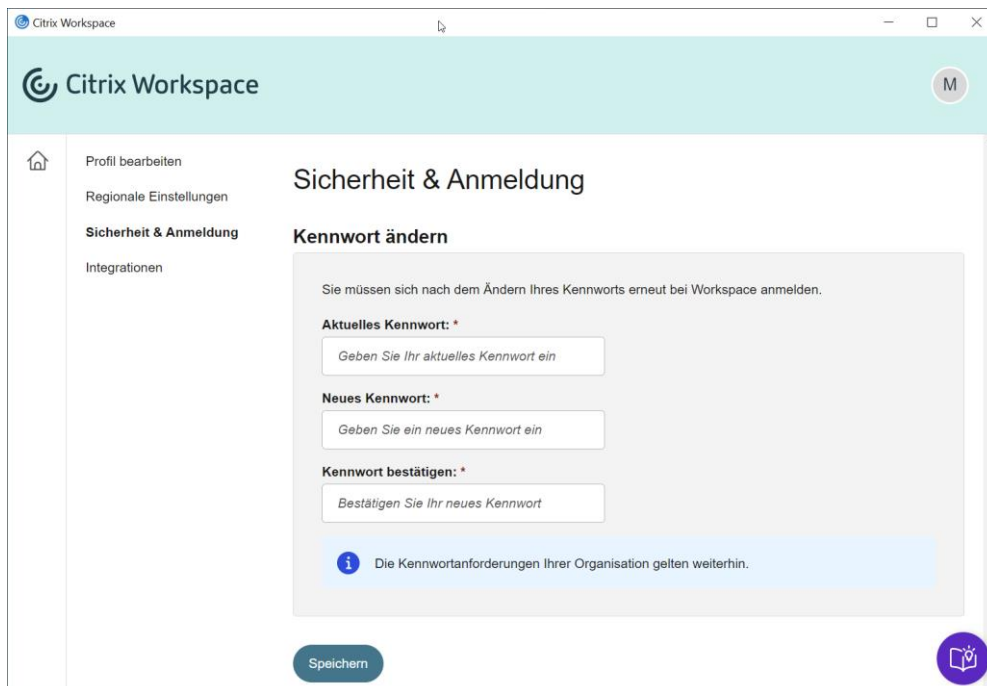 Citrix Workspace
Citrix Workspace
M
Profil bearbeiten
Regionale Einstellungen
Sicherheit & Anmeldung
Integrationen
Sicherheit & Anmeldung
Kennwort ändern
Sie müssen sich nach dem Ändern Ihres Kennworts erneut bei Workspace anmelden.
Aktuelles Kennwort: *
Geben Sie Ihr aktuelles Kennwort ein
Neues Kennwort: *
Geben Sie ein neues Kennwort ein
Kennwort bestätigen: *
Bestätigen Sie Ihr neues Kennwort
Die Kennwortanforderungen Ihrer Organisation gelten weiterhin.
Speichern